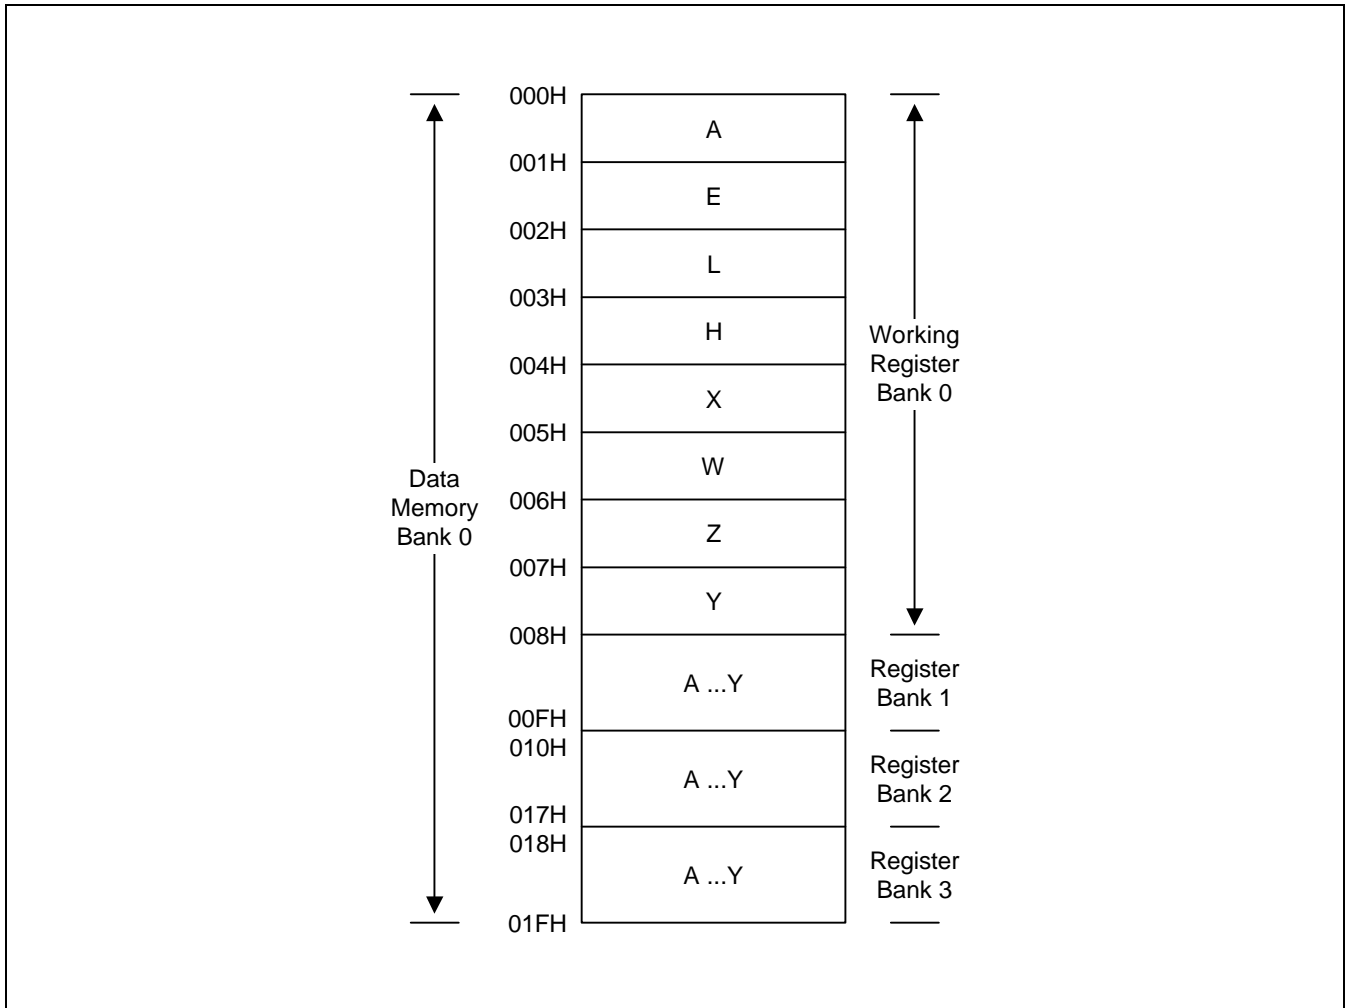 000H
A
001H
E
002H
L
003H
H
004H
X
005H
W
006H
Z
007H
Y
008H
Data
Memory
Bank 0
Working
Register
Bank 0
A ...Y
00FH
Register
Bank 1
010H
A ...Y
017H
Register
Bank 2
018H
A ...Y
01FH
Register
Bank 3